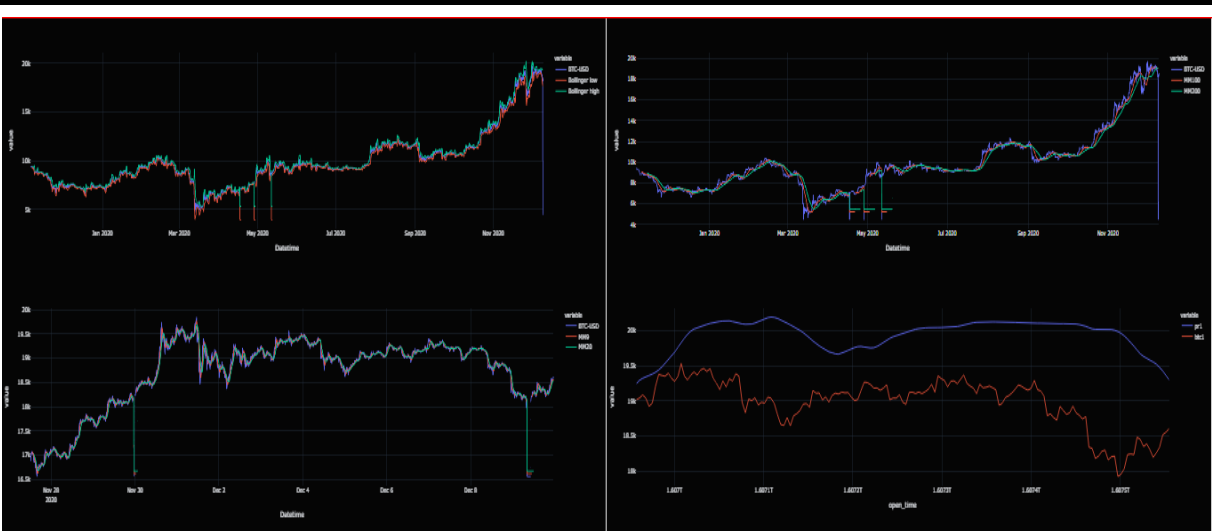 variable
BTC-USD
Bollinger low
Bollinger high
20k
15k
10k
5k
value
Jan 2020
Mar 2020
May 2020
Jul 2020
Sep 2020
Nov 2020
Datetime
variable
BTC-USD
MM100
MM200
20k
18k
16k
14k
12k
10k
8k
6k
4k
value
Jan 2020
Mar 2020
May 2020
Jul 2020
Sep 2020
Nov 2020
Datetime
variable
BTC-USD
MM9
MM20
20k
19.5k
19k
18.5k
18k
17.5k
17k
16.5k
value
Nov 28
2020
Nov 30
Dec 2
Dec 4
Dec 6
Dec 8
Datetime
variable
20k
19.5k
19k
18.5k
18k
value
1.607T
1.6071T
1.6072T
1.6073T
1.6074T
1.6075T
open_time